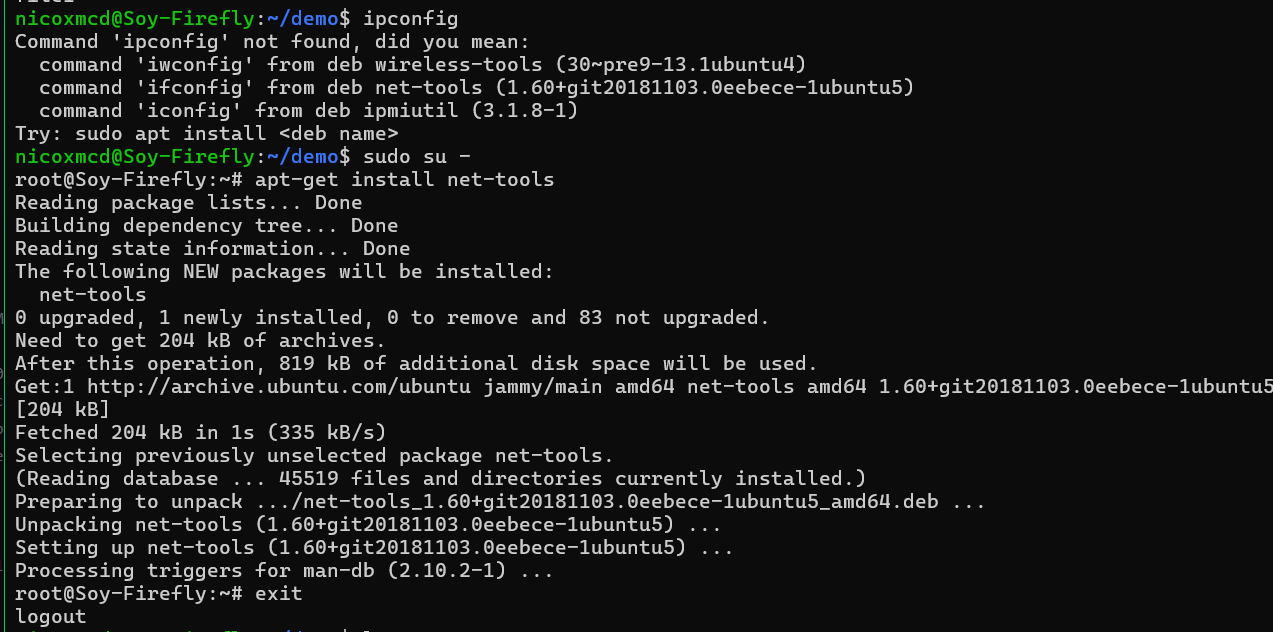 nicoxmcd@Soy-Firefly:~/demo$ ipconfig
Command 'ipconfig' not found, did you mean:
  command 'iwconfig' from deb wireless-tools (30~pre9-13.1ubuntu4)
  command 'ifconfig' from deb net-tools (1.60+git20181103.0eebece-1ubuntu5)
  command 'iconfig' from deb ipmiutil (3.1.8-1)
Try: sudo apt install <deb name>
nicoxmcd@Soy-Firefly:~/demo$ sudo su -
root@Soy-Firefly:~# apt-get install net-tools
Reading package lists... Done
Building dependency tree... Done
Reading state information... Done
The following NEW packages will be installed:
  net-tools
0 upgraded, 1 newly installed, 0 to remove and 83 not upgraded.
Need to get 204 kB of archives.
After this operation, 819 kB of additional disk space will be used.
Get:1 http://archive.ubuntu.com/ubuntu jammy/main amd64 net-tools amd64 1.60+git20181103.0eebece-1ubuntu5
[204 kB]
Fetched 204 kB in 1s (335 kB/s)
Selecting previously unselected package net-tools.
(Reading database ... 45519 files and directories currently installed.)
Preparing to unpack .../net-tools_1.60+git20181103.0eebece-1ubuntu5_amd64.deb ...
Unpacking net-tools (1.60+git20181103.0eebece-1ubuntu5) ...
Setting up net-tools (1.60+git20181103.0eebece-1ubuntu5) ...
Processing triggers for man-db (2.10.2-1) ...
root@Soy-Firefly:~# exit
logout